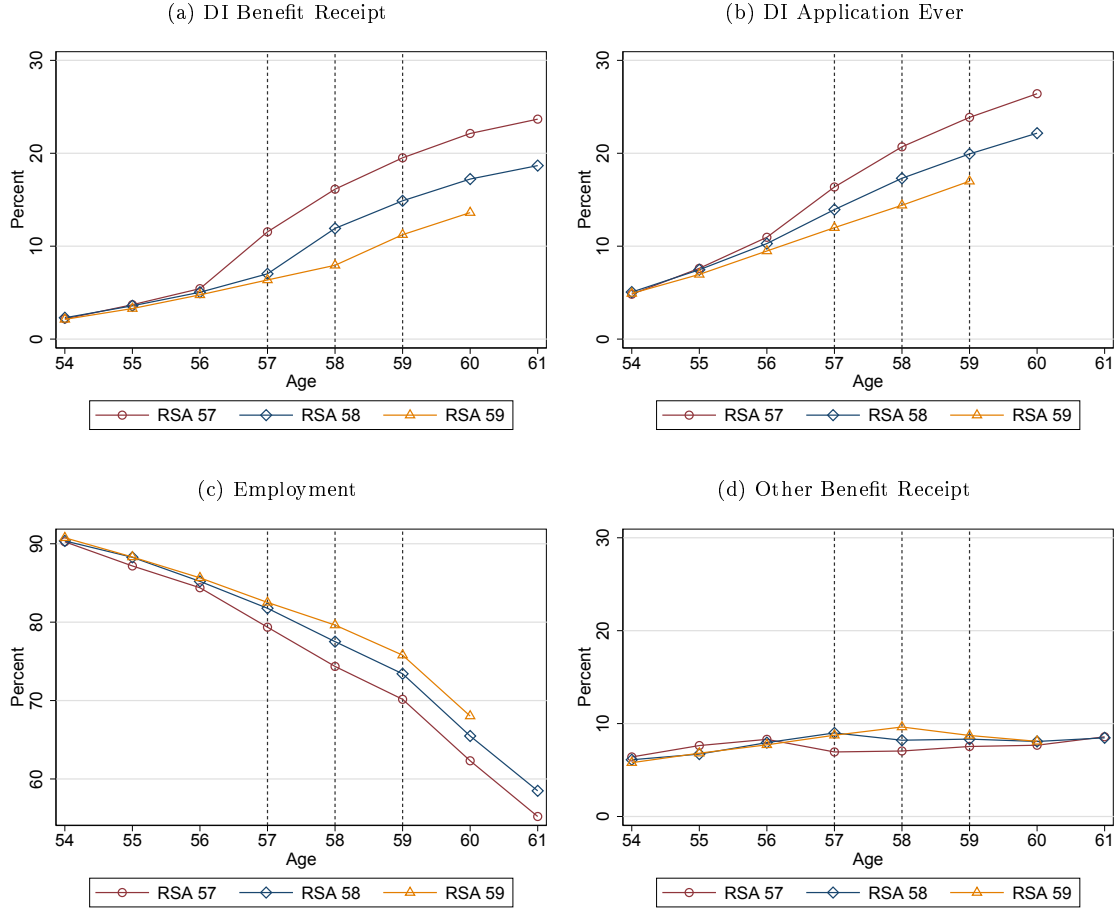 (a) DI Benefit Receipt
Percent
30
20
10
0
54 55 56 57 58 59 60 61
Age
RSA 57 RSA 58 RSA 59
(b) DI Application Ever
Percent
30
20
10
0
54 55 56 57 58 59 60 61
Age
RSA 57 RSA 58 RSA 59
(c) Employment
Percent
90
80
70
60
54 55 56 57 58 59 60 61
Age
RSA 57 RSA 58 RSA 59
(d) Other Benefit Receipt
Percent
30
20
10
0
54 55 56 57 58 59 60 61
Age
RSA 57 RSA 58 RSA 59